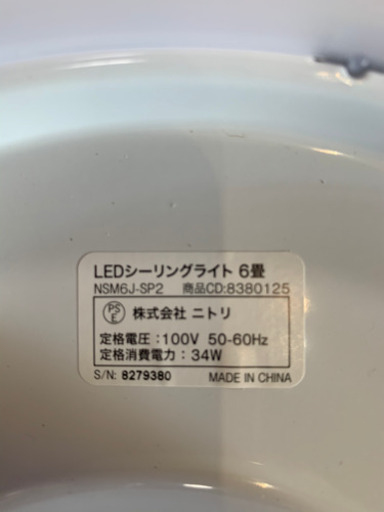 LEDシーリングライト 6畳
NSM6J-SP2 商品CD:8380125
PSE 株式会社 ニトリ
定格電圧：100V 50-60Hz
定格消費電力：34W
S/N: 8279380 MADE IN CHINA